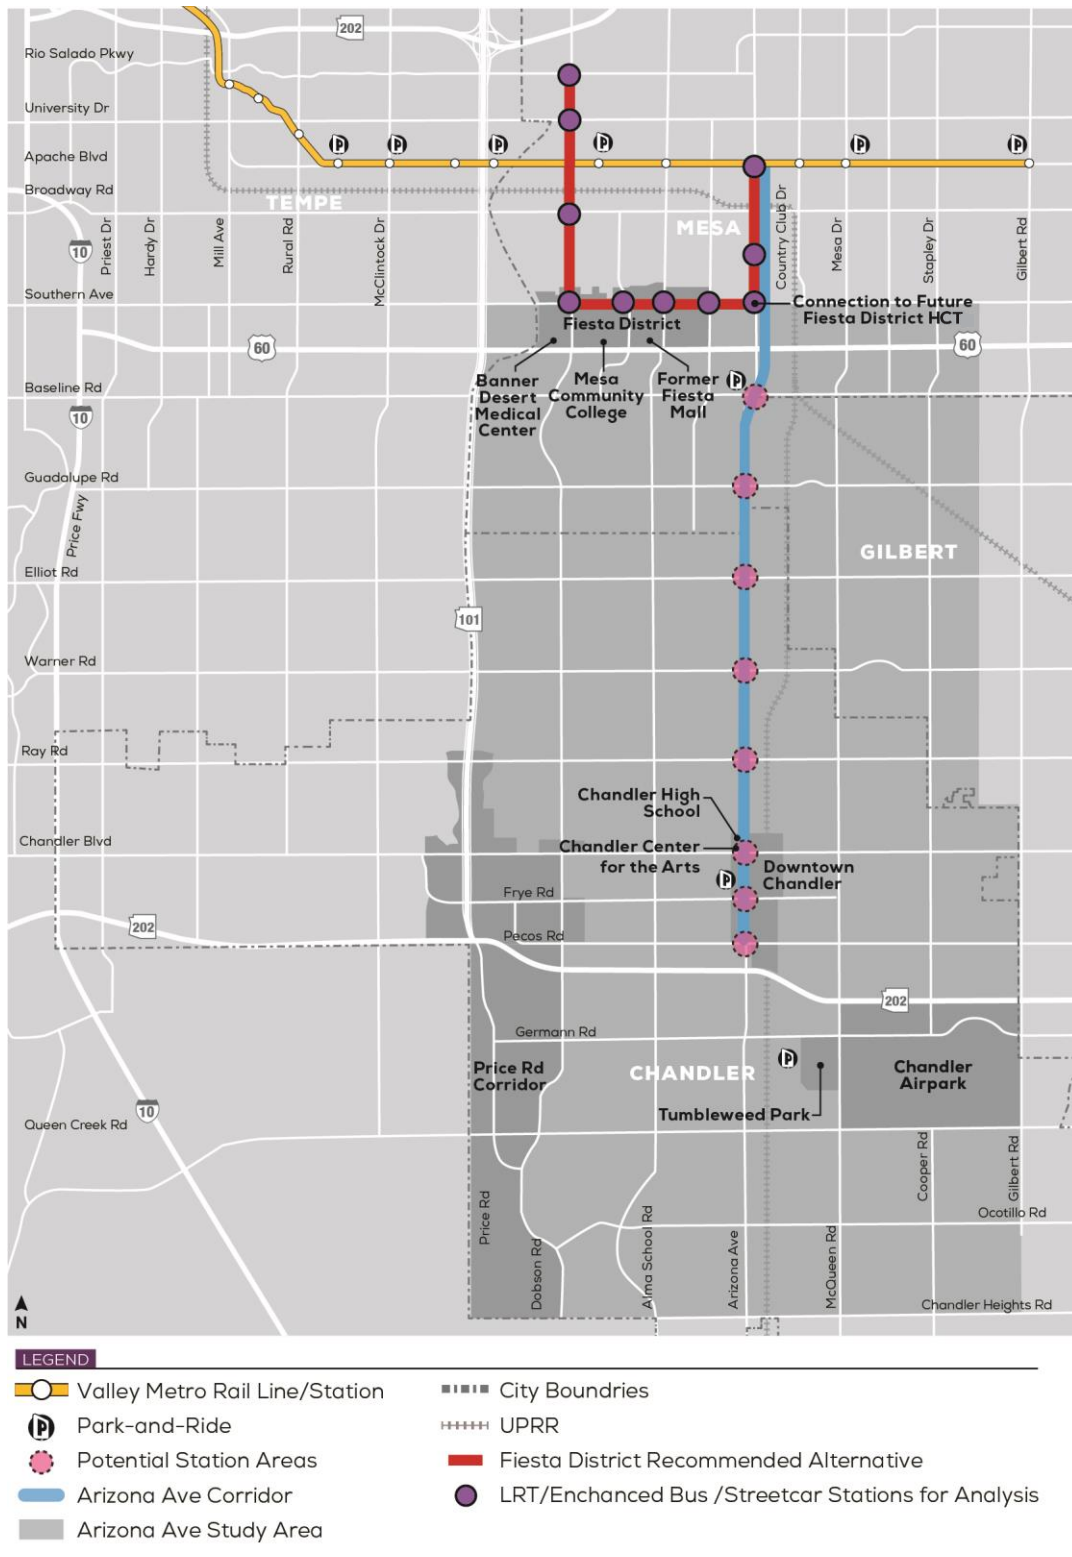 202
Rio Salado Pkwy
University Dr
Apache Blvd
Broadway Rd
TEMPE
MESA
10
Priest Dr
Hardy Dr
Mill Ave
Rural Rd
McClintock Dr
Country Club Dr
Mesa Dr
Stapley Dr
Gilbert Rd
Southern Ave
Connection to Future
Fiesta District HCT
Fiesta District
60
60
Baseline Rd
Banner
Desert
Medical
Center
Mesa
Community
College
Former
Fiesta
Mall
10
Guadalupe Rd
Price Fwy
GILBERT
Elliot Rd
101
Warner Rd
Ray Rd
Chandler High
School
Chandler Blvd
Chandler Center
for the Arts
Downtown
Chandler
Frye Rd
202
Pecos Rd
202
Germann Rd
Price Rd
Corridor
CHANDLER
Chandler
Airpark
10
Tumbleweed Park
Queen Creek Rd
Price Rd
Dobson Rd
Alma School Rd
Arizona Ave
McQueen Rd
Cooper Rd
Gilbert Rd
Ocotillo Rd
Chandler Heights Rd
N
LEGEND
Valley Metro Rail Line/Station
Park-and-Ride
Potential Station Areas
Arizona Ave Corridor
Arizona Ave Study Area
City Boundries
UPRR
Fiesta District Recommended Alternative
LRT/Enchanced Bus /Streetcar Stations for Analysis